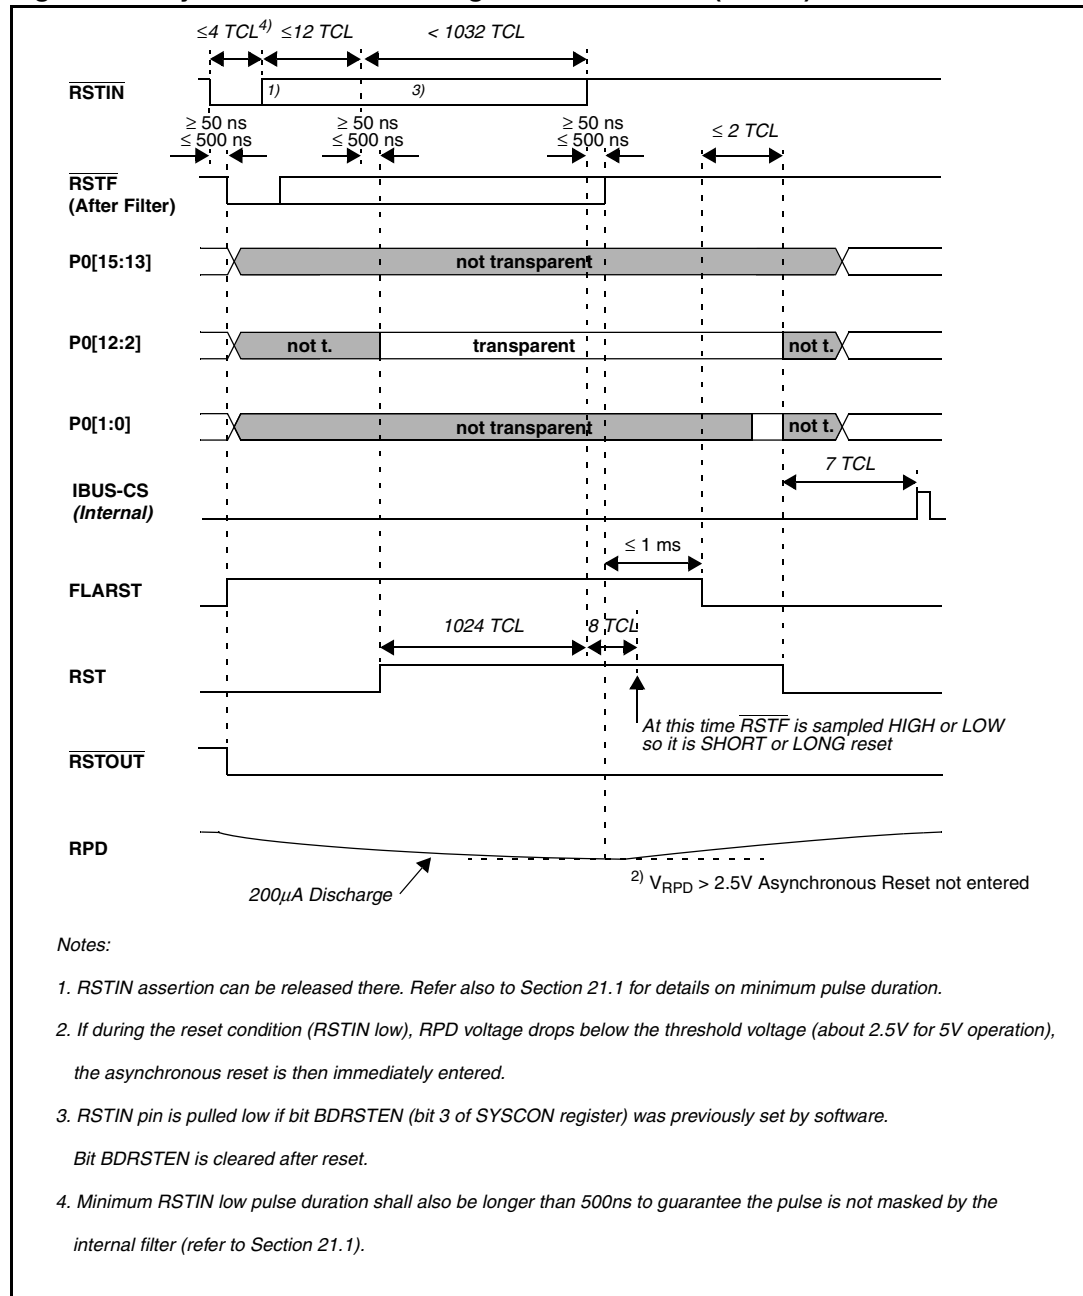 ≤4 TCL4) ≤12 TCL < 1032 TCL
RSTIN 1) 3)
≥ 50 ns ≥ 50 ns ≥ 50 ns
≤ 500 ns ≤ 500 ns ≤ 500 ns ≤ 2 TCL
RSTF
(After Filter)
P0[15:13] not transparent
P0[12:2] not t. transparent not t.
P0[1:0] not transparent not t.
7 TCL
IBUS-CS
(Internal)
≤ 1 ms
FLARST
1024 TCL 8 TCL
RST
At this time RSTF is sampled HIGH or LOW
so it is SHORT or LONG reset
RSTOUT
RPD
200μA Discharge 2) VRPD > 2.5V Asynchronous Reset not entered
Notes:
1. RSTIN assertion can be released there. Refer also to Section 21.1 for details on minimum pulse duration.
2. If during the reset condition (RSTIN low), RPD voltage drops below the threshold voltage (about 2.5V for 5V operation),
the asynchronous reset is then immediately entered.
3. RSTIN pin is pulled low if bit BDRSTEN (bit 3 of SYSCON register) was previously set by software.
Bit BDRSTEN is cleared after reset.
4. Minimum RSTIN low pulse duration shall also be longer than 500ns to guarantee the pulse is not masked by the
internal filter (refer to Section 21.1).